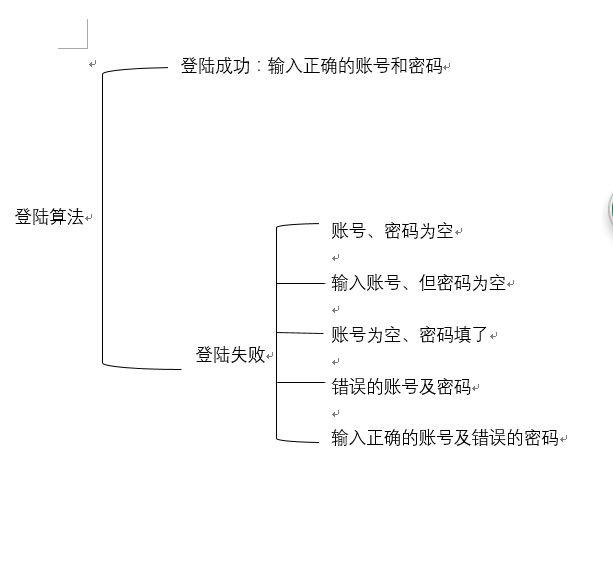 登陆成功：输入正确的账号和密码
登陆算法
账号、密码为空
输入账号、但密码为空
账号为空、密码填了
登陆失败
错误的账号及密码
输入正确的账号及错误的密码